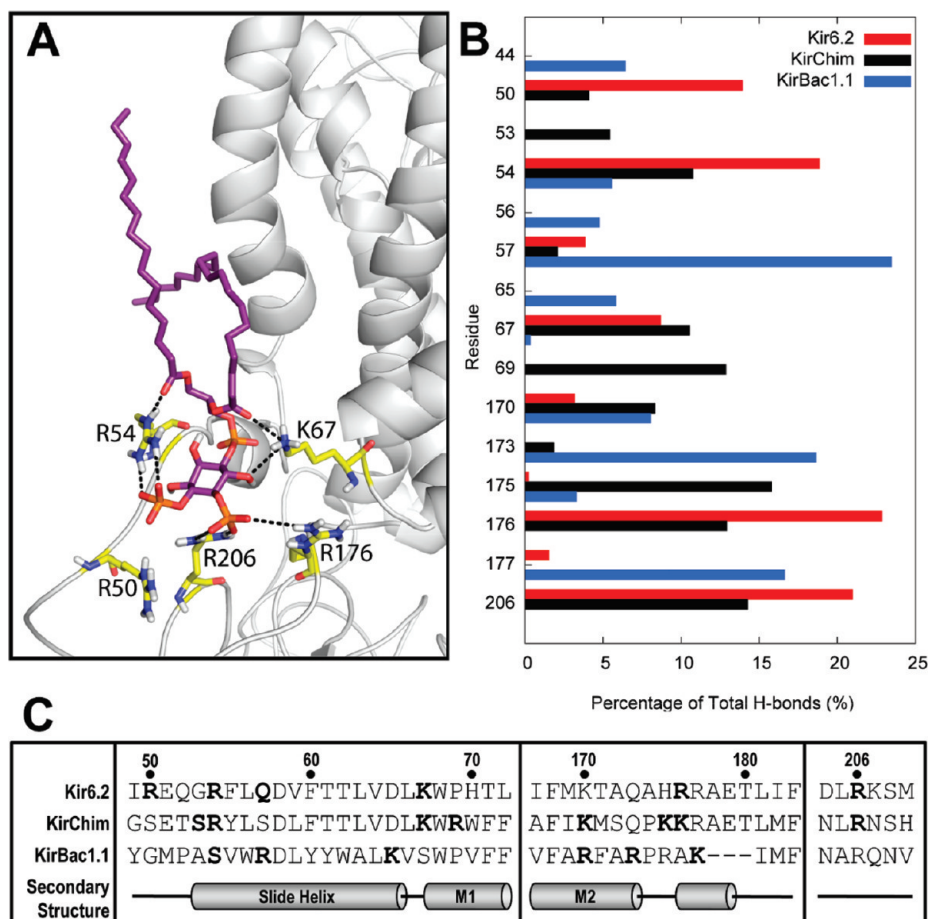 A
R54
K67
R206
R176
R50
B
Kir6.2
KirChim
KirBac1.1
Residue
44
50
53
54
56
57
65
67
69
170
173
175
176
177
206
0 5 10 15 20 25
Percentage of Total H-bonds (%)
C
50 60 70 170 180 206
Kir6.2 IREQGRFLQDVFTTLVDLKWPHTL IFMKTAQAHRRAETLIF DLRKSM
KirChim GSETSRYLSDLFTTLVDLKWRWFF AFIKMSQPKKRAETLMF NLRNSH
KirBac1.1 YGMPASVWRDLYYWALKVSWPVFF VFARFARPRAK---IMF NARQNV
Secondary
Structure
Slide Helix M1 M2